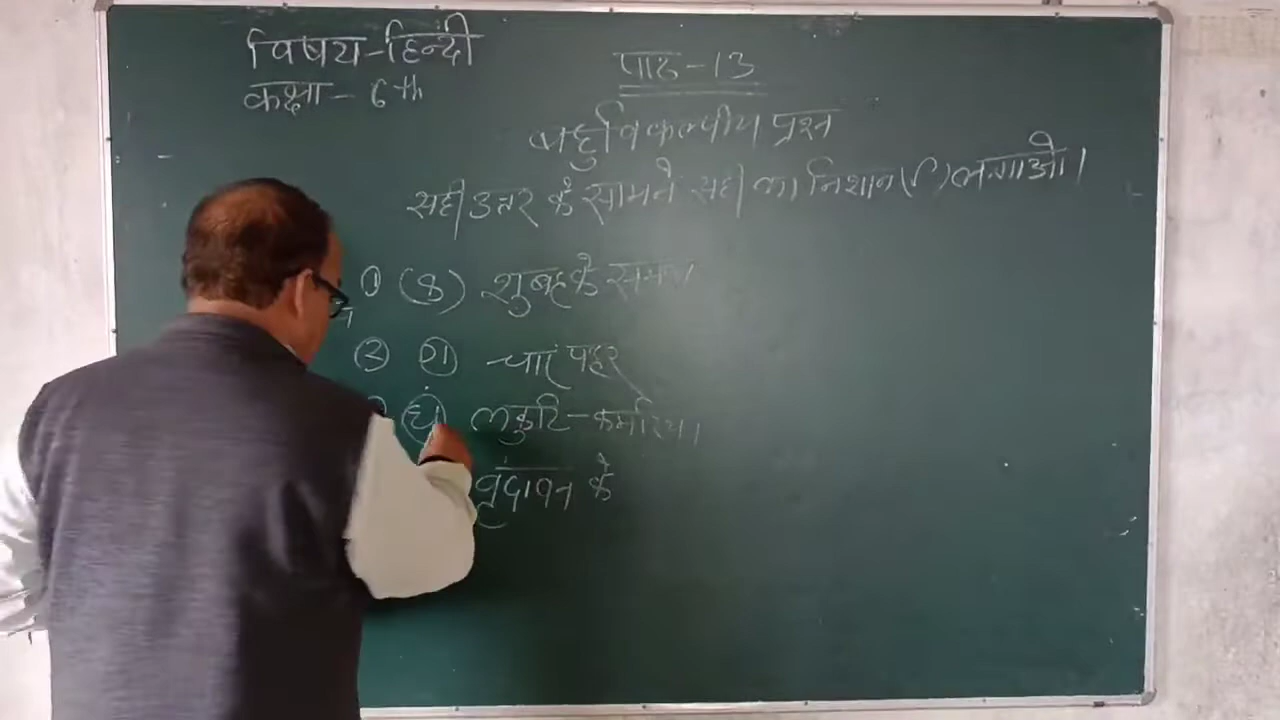 विषय-हिन्दी
कक्षा - 6th
पाठ-13
बहुविकल्पीय प्रश्न
सही उत्तर के सामने सही का निशान (✓) लगाओ।
① (क) शुबह के समय
② ग चार पहर
घ लकुटि-कमरिया
वृंदावन के